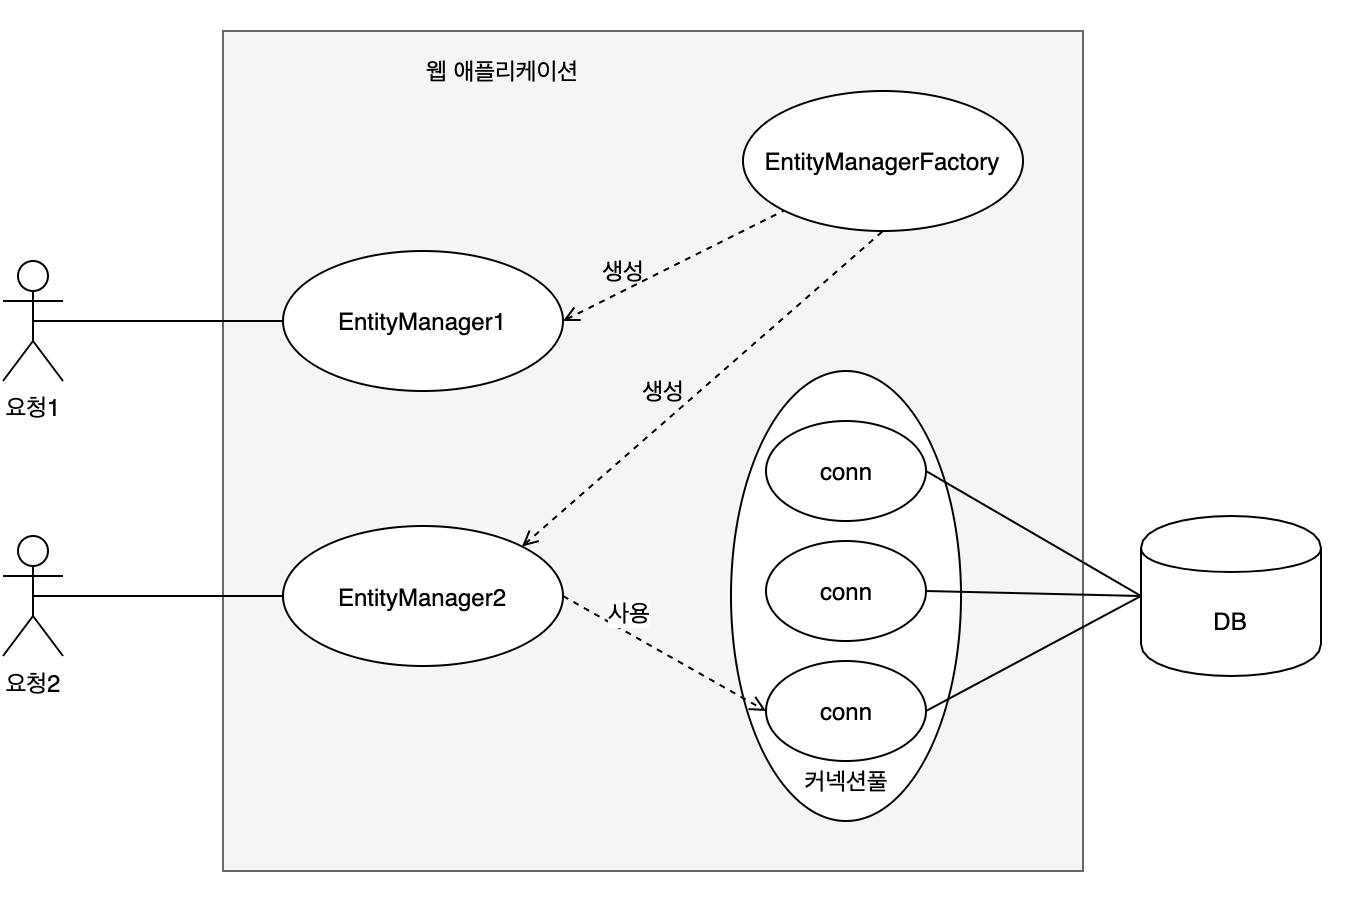 웹 애플리케이션
EntityManagerFactory
생성
EntityManager1
요청1
생성
conn
conn
EntityManager2
사용
DB
요청2
conn
커넥션풀